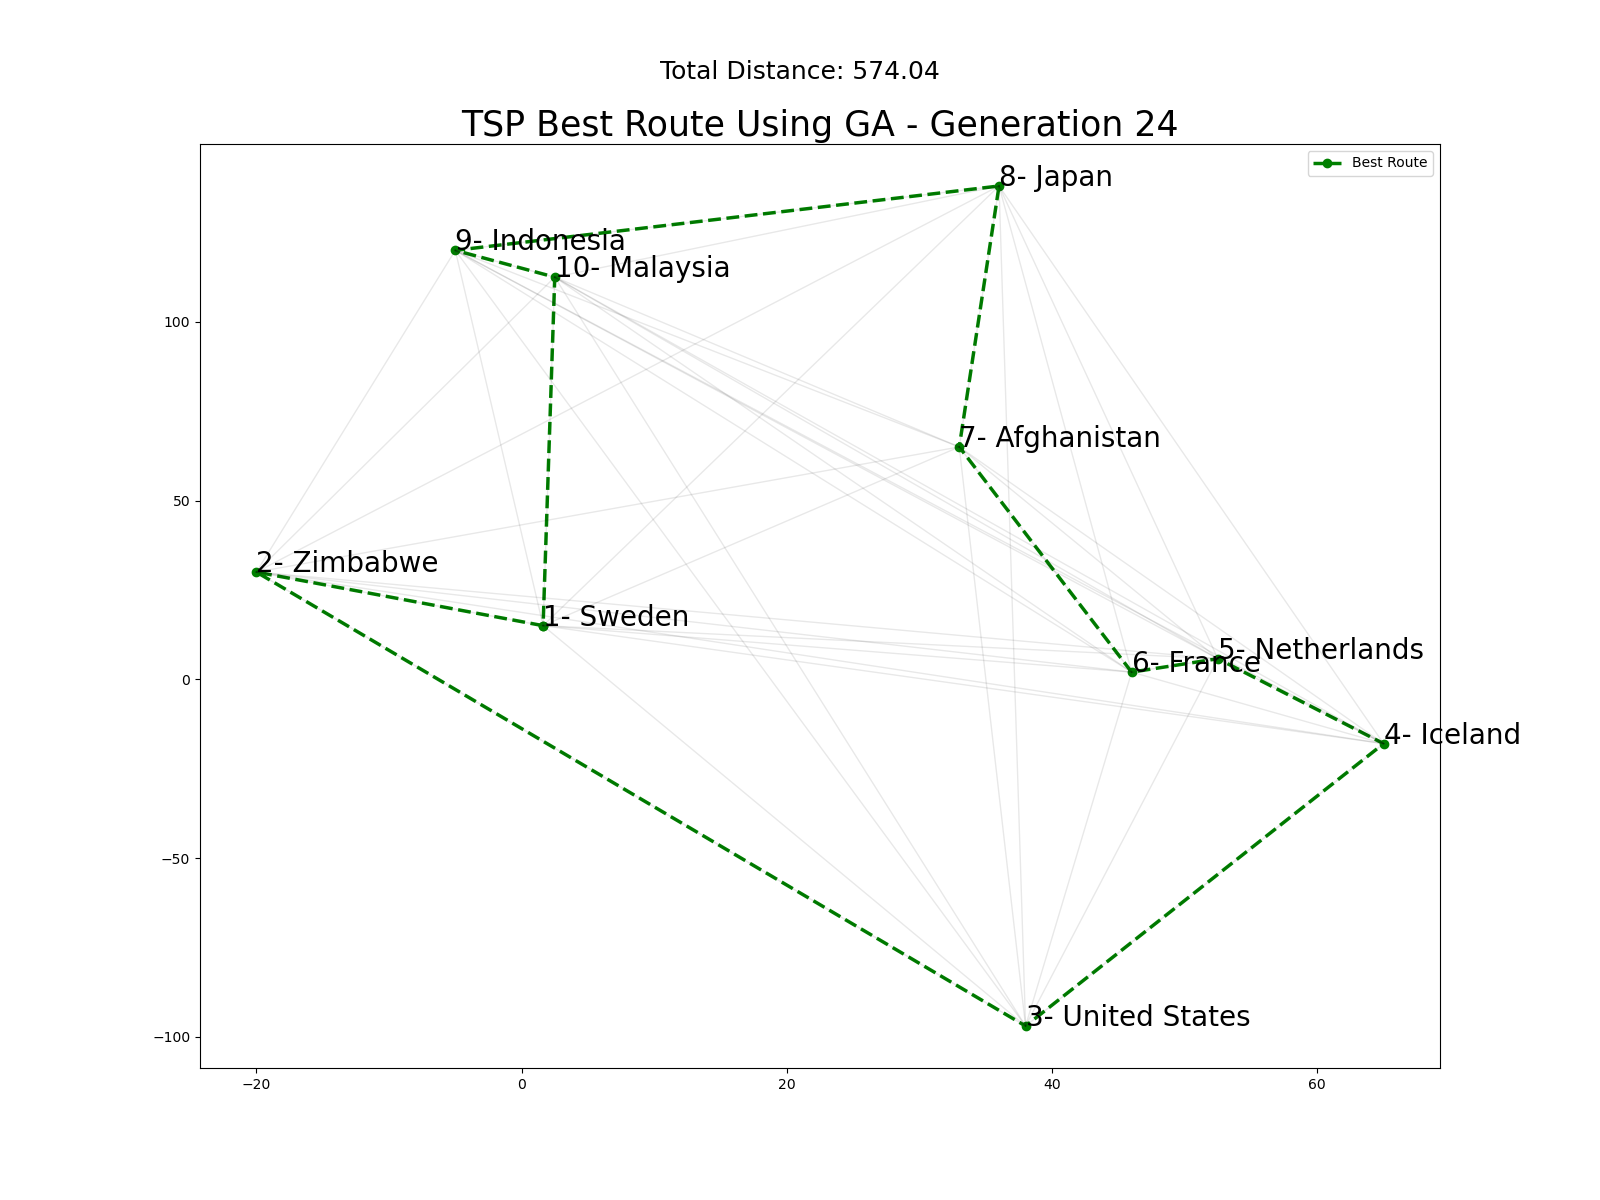 Total Distance: 574.04
TSP Best Route Using GA - Generation 24
Best Route
8- Japan
9- Indonesia
10- Malaysia
7- Afghanistan
2- Zimbabwe
1- Sweden
5- Netherlands
6- France
4- Iceland
3- United States
100
50
0
−50
−100
−20
0
20
40
60